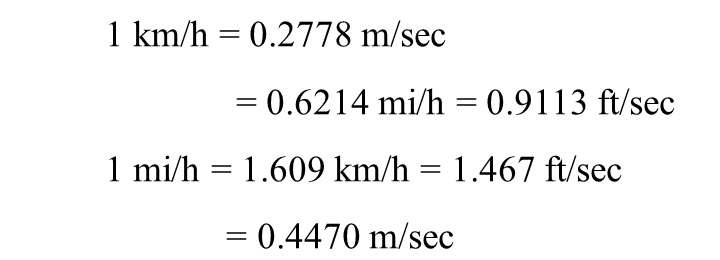 1 km/h = 0.2778 m/sec
= 0.6214 mi/h = 0.9113 ft/sec
1 mi/h = 1.609 km/h = 1.467 ft/sec
= 0.4470 m/sec